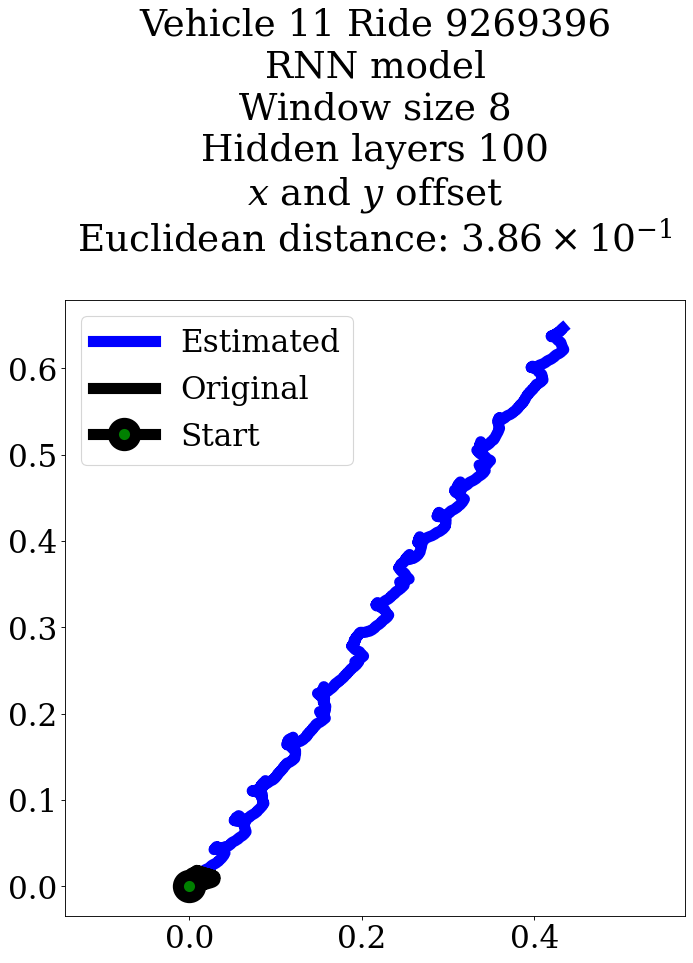 Vehicle 11 Ride 9269396
RNN model
Window size 8
Hidden layers 100
x and y offset
Euclidean distance: 3.86 × 10⁻¹
Estimated
Original
Start
0.6
0.5
0.4
0.3
0.2
0.1
0.0
0.0 0.2 0.4